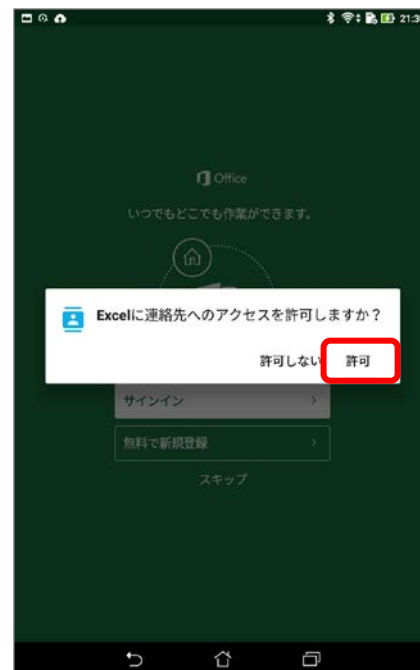 21:3
Office
いつでもどこでも作業ができます。
Excelに連絡先へのアクセスを許可しますか？
許可しない 許可
サインイン
無料で新規登録
スキップ